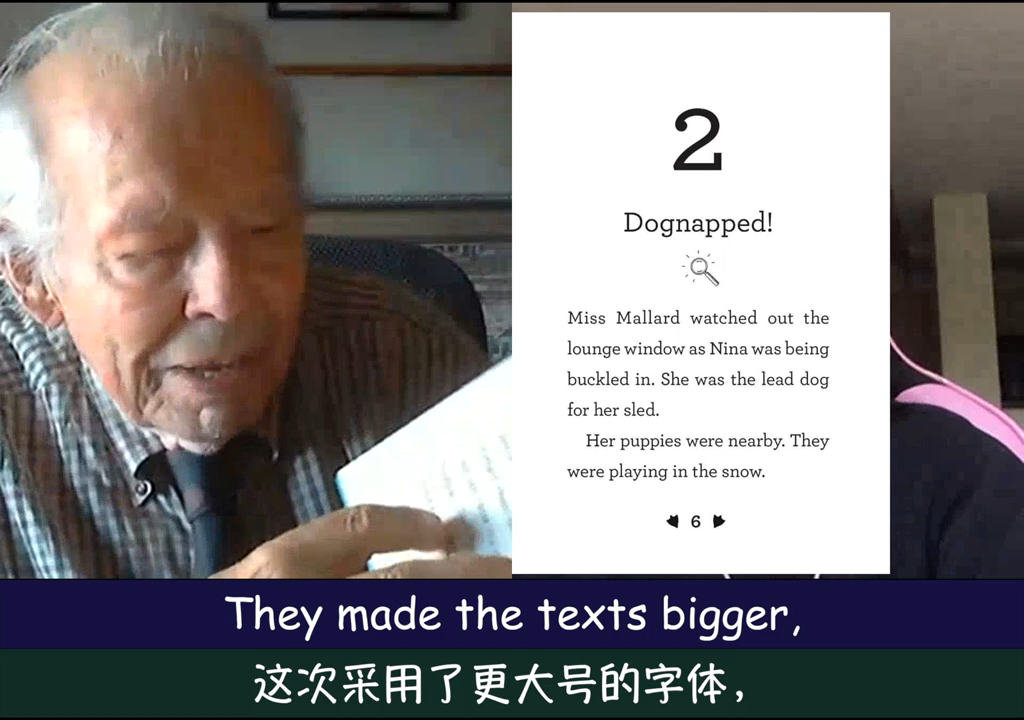 2
Dognapped!
Miss Mallard watched out the
lounge window as Nina was being
buckled in. She was the lead dog
for her sled.
Her puppies were nearby. They
were playing in the snow.
6
They made the texts bigger,
这次采用了更大号的字体，